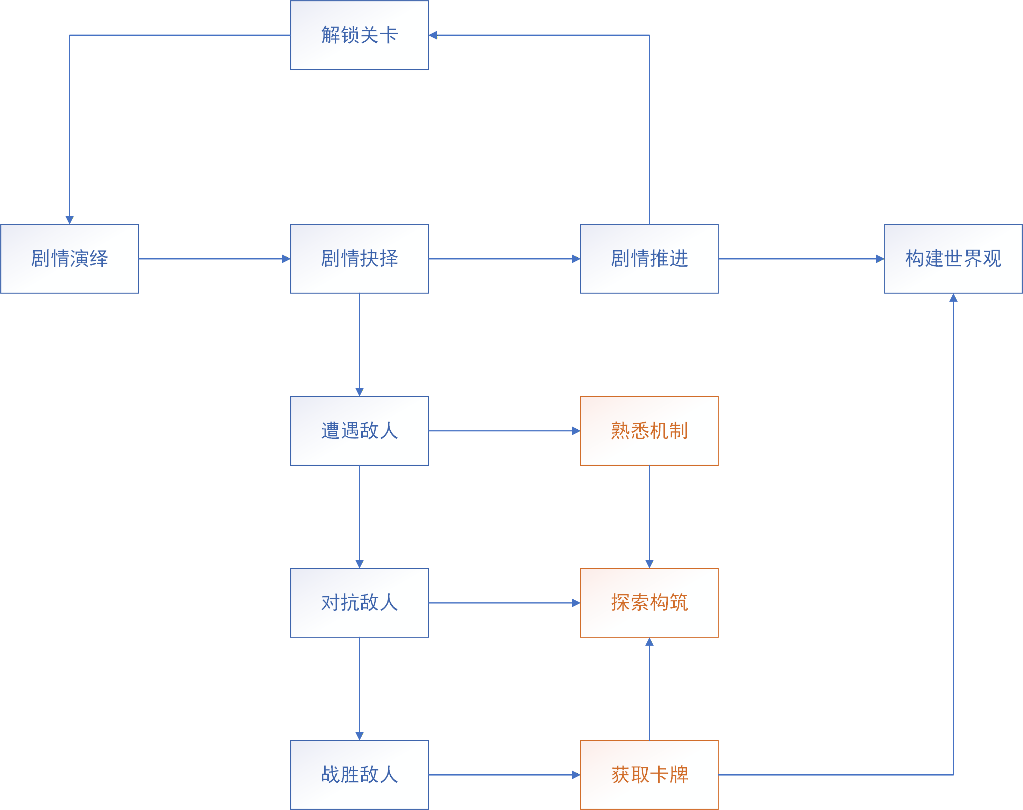 解锁关卡
剧情演绎
剧情抉择
剧情推进
构建世界观
遭遇敌人
熟悉机制
对抗敌人
探索构筑
战胜敌人
获取卡牌